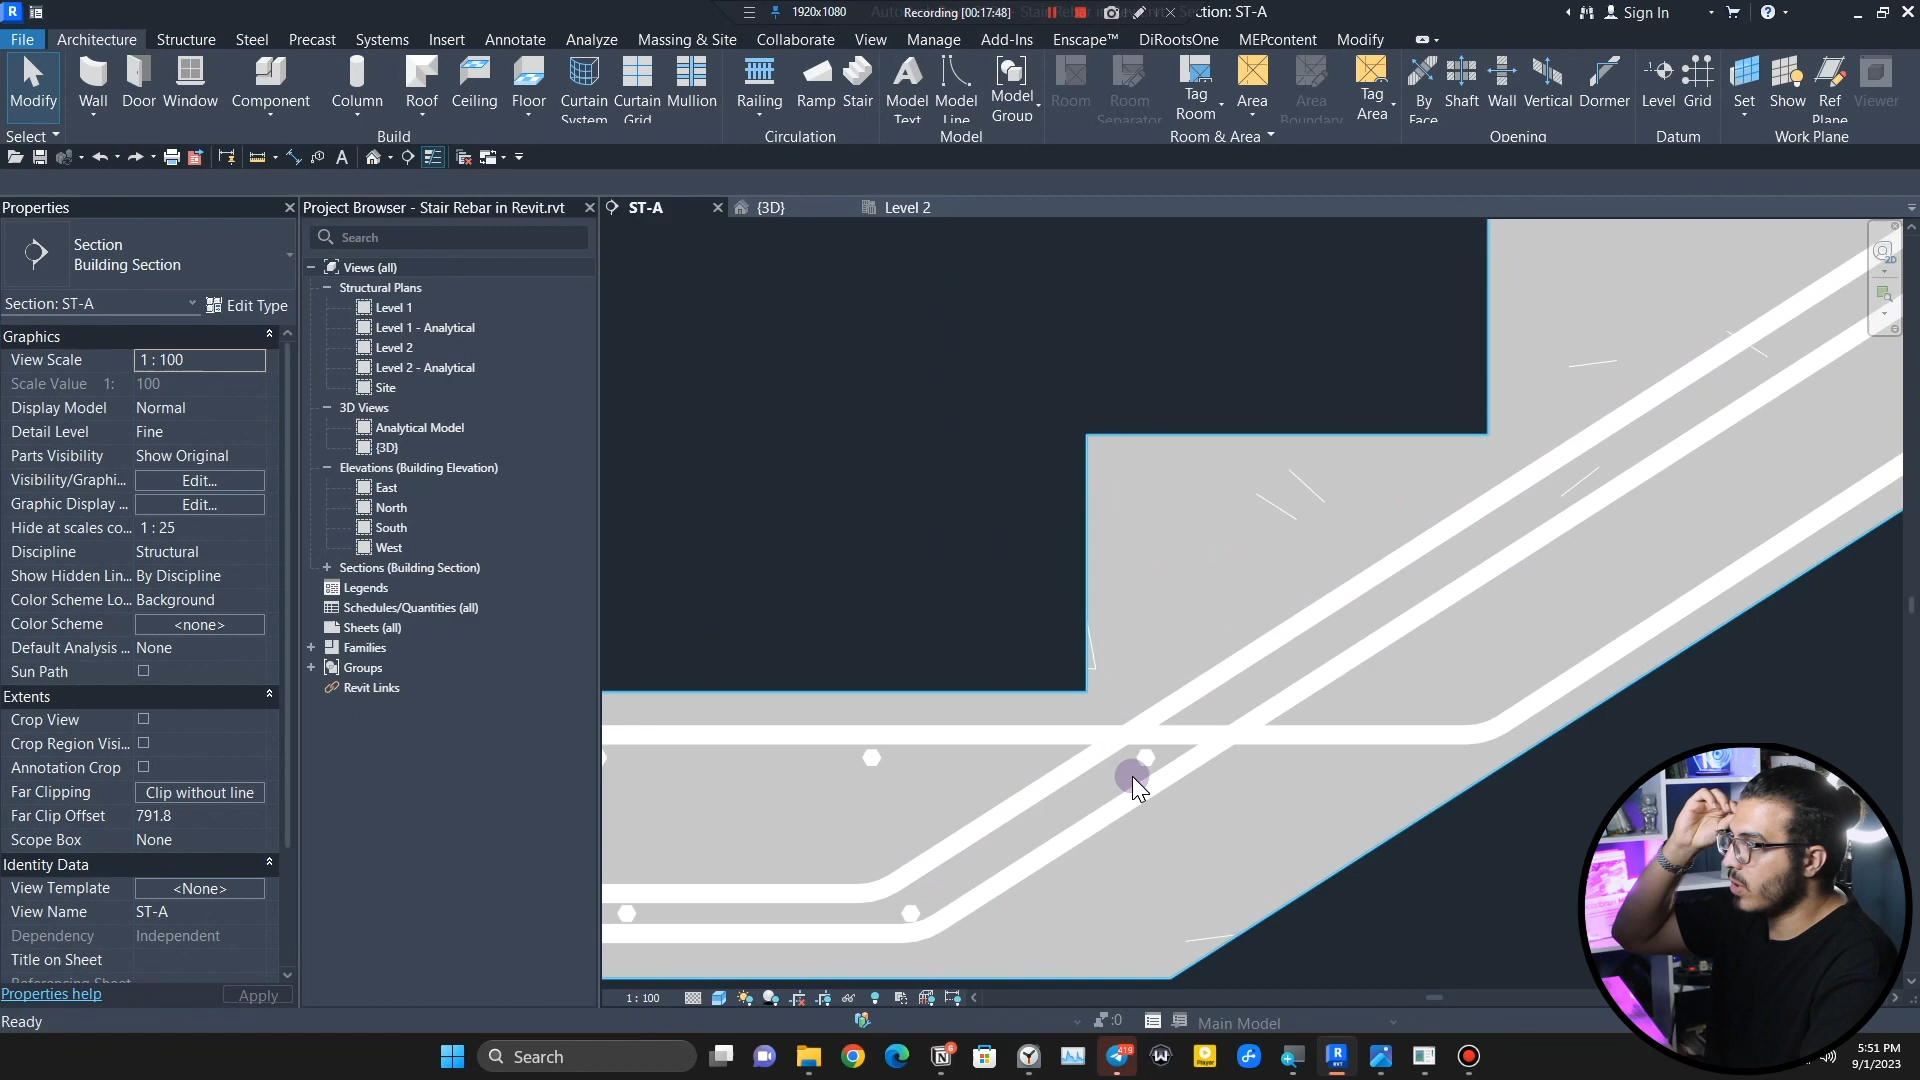 1920x1080
Recording [00:17:48]
ction: ST-A
Sign In
File
Architecture
Structure
Steel
Precast
Systems
Insert
Annotate
Analyze
Massing & Site
Collaborate
View
Manage
Add-Ins
Enscape™
DiRootsOne
MEPcontent
Modify
Modify
Wall
Door
Window
Component
Column
Roof
Ceiling
Floor
Curtain System
Curtain Grid
Mullion
Railing
Ramp
Stair
Model Text
Model Line
Model Group
Room
Room Separator
Tag Room
Area
Area Boundary
Tag Area
By Face
Shaft
Wall
Vertical
Dormer
Level
Grid
Set
Show
Ref Plane
Viewer
Select
Build
Circulation
Model
Room & Area
Opening
Datum
Work Plane
Properties
Section
Building Section
Section: ST-A
Edit Type
Graphics
View Scale 1 : 100
Scale Value 1: 100
Display Model Normal
Detail Level Fine
Parts Visibility Show Original
Visibility/Graphi... Edit...
Graphic Display ... Edit...
Hide at scales co... 1 : 25
Discipline Structural
Show Hidden Lin... By Discipline
Color Scheme Lo... Background
Color Scheme <none>
Default Analysis ... None
Sun Path
Extents
Crop View
Crop Region Visi...
Annotation Crop
Far Clipping Clip without line
Far Clip Offset 791.8
Scope Box None
Identity Data
View Template <None>
View Name ST-A
Dependency Independent
Title on Sheet
Properties help
Apply
Ready
Project Browser - Stair Rebar in Revit.rvt
Search
Views (all)
Structural Plans
Level 1
Level 1 - Analytical
Level 2
Level 2 - Analytical
Site
3D Views
Analytical Model
{3D}
Elevations (Building Elevation)
East
North
South
West
Sections (Building Section)
Legends
Schedules/Quantities (all)
Sheets (all)
Families
Groups
Revit Links
ST-A
{3D}
Level 2
2D
1 : 100
:0
Main Model
Search
6
419
Player
5:51 PM
9/1/2023